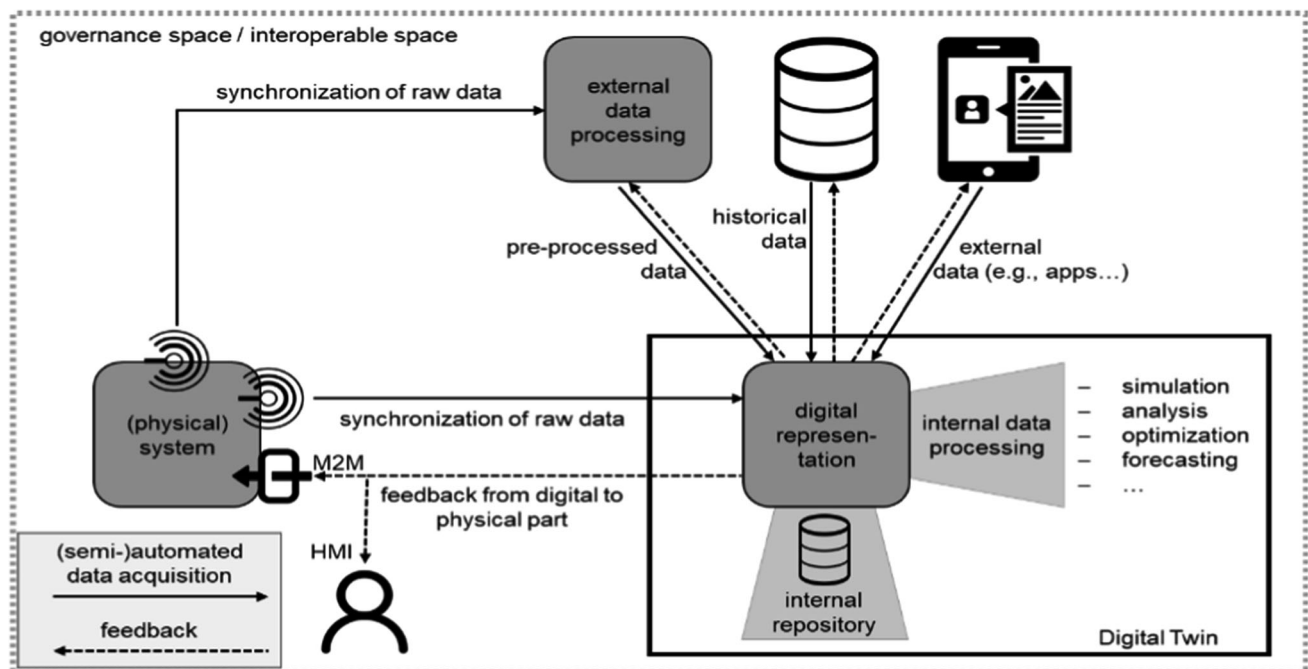 governance space / interoperable space
synchronization of raw data
external
data
processing
historical
data
pre-processed
data
external
data (e.g., apps...)
(physical)
system
synchronization of raw data
digital
represen-
tation
internal data
processing
– simulation
– analysis
– optimization
– forecasting
– ...
M2M
feedback from digital to
physical part
HMI
(semi-)automated
data acquisition
feedback
internal
repository
Digital Twin